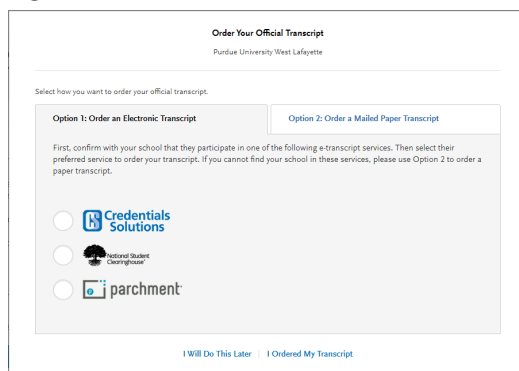 Order Your Official Transcript
Purdue University West Lafayette
Select how you want to order your official transcript.
Option 1: Order an Electronic Transcript
Option 2: Order a Mailed Paper Transcript
First, confirm with your school that they participate in one of the following e-transcript services. Then select their
preferred service to order your transcript. If you cannot find your school in these services, please use Option 2 to order a
paper transcript.
CS Credentials
Solutions
National Student
Clearinghouse
parchment
I Will Do This Later
I Ordered My Transcript